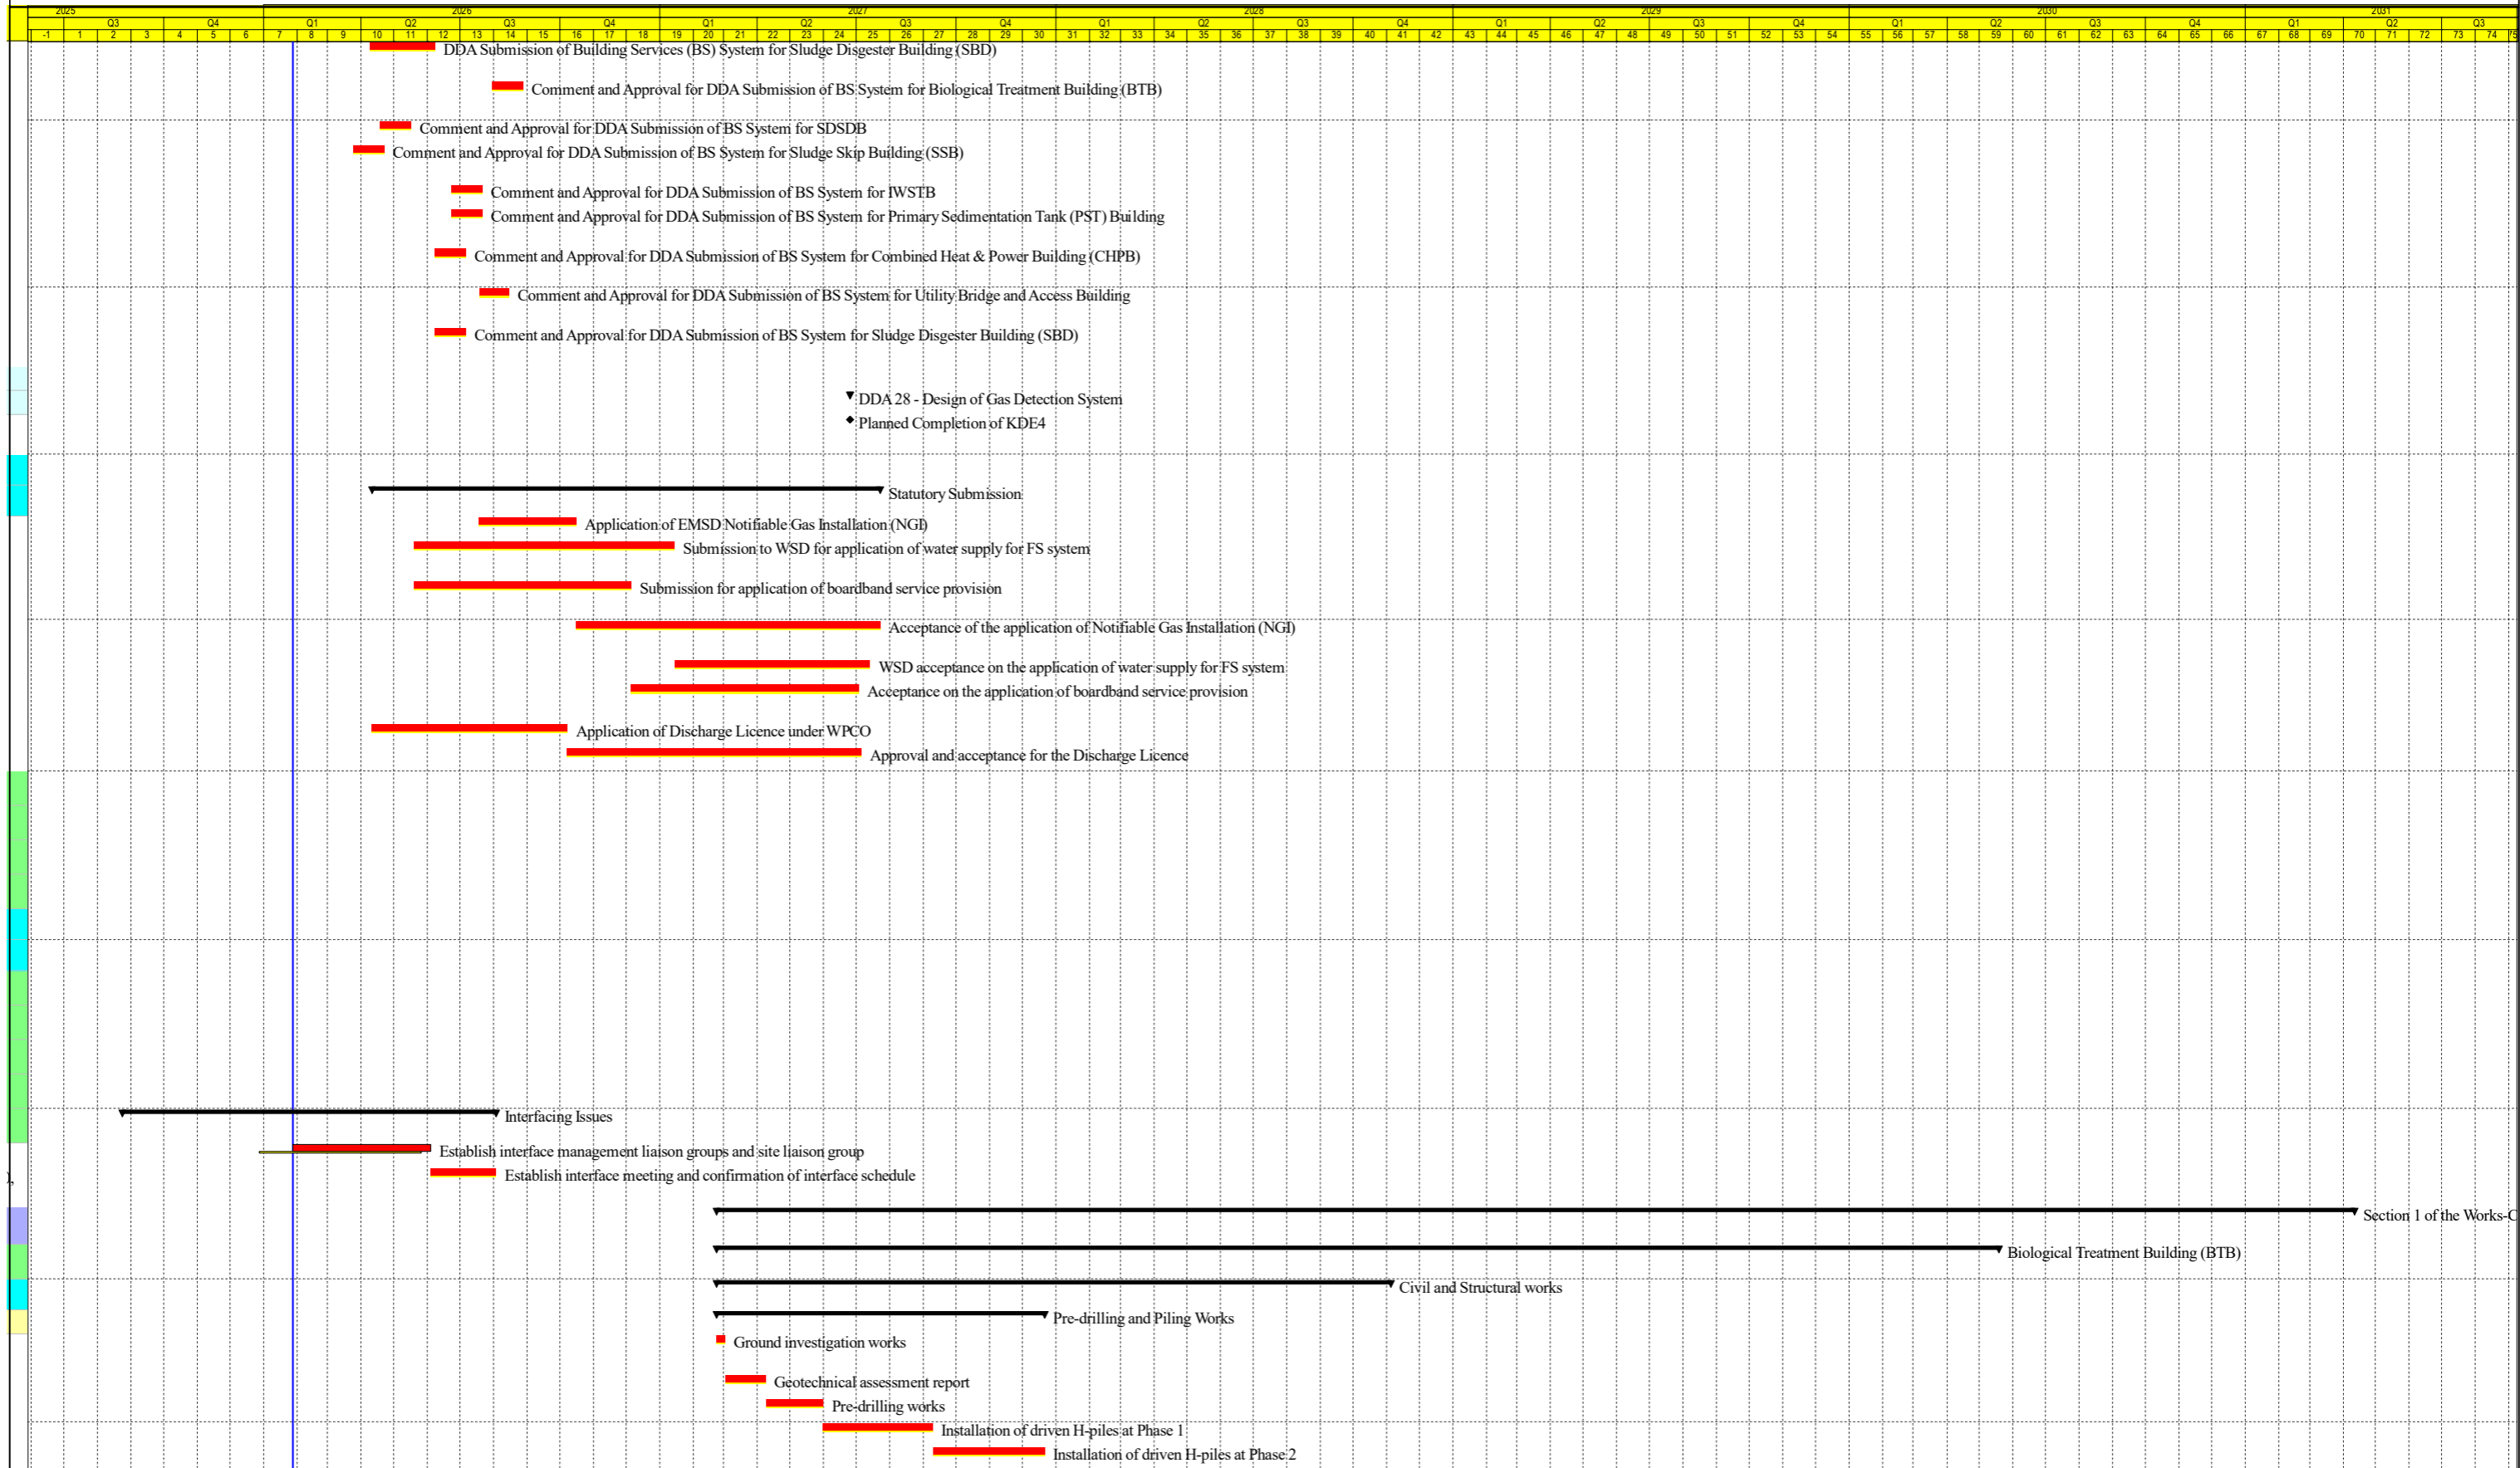 2025 2026 2027 2028 2029 2030 2031
Q3 Q4 Q1 Q2 Q3 Q4 Q1 Q2 Q3 Q4 Q1 Q2 Q3 Q4 Q1 Q2 Q3 Q4 Q1 Q2 Q3 Q4 Q1 Q2 Q3
-1 1 2 3 4 5 6 7 8 9 10 11 12 13 14 15 16 17 18 19 20 21 22 23 24 25 26 27 28 29 30 31 32 33 34 35 36 37 38 39 40 41 42 43 44 45 46 47 48 49 50 51 52 53 54 55 56 57 58 59 60 61 62 63 64 65 66 67 68 69 70 71 72 73 74 75
DDA Submission of Building Services (BS) System for Sludge Disgester Building (SBD)
Comment and Approval for DDA Submission of BS System for Biological Treatment Building (BTB)
Comment and Approval for DDA Submission of BS System for SDSDB
Comment and Approval for DDA Submission of BS System for Sludge Skip Building (SSB)
Comment and Approval for DDA Submission of BS System for IWSTB
Comment and Approval for DDA Submission of BS System for Primary Sedimentation Tank (PST) Building
Comment and Approval for DDA Submission of BS System for Combined Heat & Power Building (CHPB)
Comment and Approval for DDA Submission of BS System for Utility Bridge and Access Building
Comment and Approval for DDA Submission of BS System for Sludge Disgester Building (SBD)
DDA 28 - Design of Gas Detection System
Planned Completion of KDE4
Statutory Submission
Application of EMSD Notifiable Gas Installation (NGI)
Submission to WSD for application of water supply for FS system
Submission for application of boardband service provision
Acceptance of the application of Notifiable Gas Installation (NGI)
WSD acceptance on the application of water supply for FS system
Acceptance on the application of boardband service provision
Application of Discharge Licence under WPCO
Approval and acceptance for the Discharge Licence
Interfacing Issues
Establish interface management liaison groups and site liaison group
Establish interface meeting and confirmation of interface schedule
),
Section 1 of the Works-C
Biological Treatment Building (BTB)
Civil and Structural works
Pre-drilling and Piling Works
Ground investigation works
Geotechnical assessment report
Pre-drilling works
Installation of driven H-piles at Phase 1
Installation of driven H-piles at Phase 2